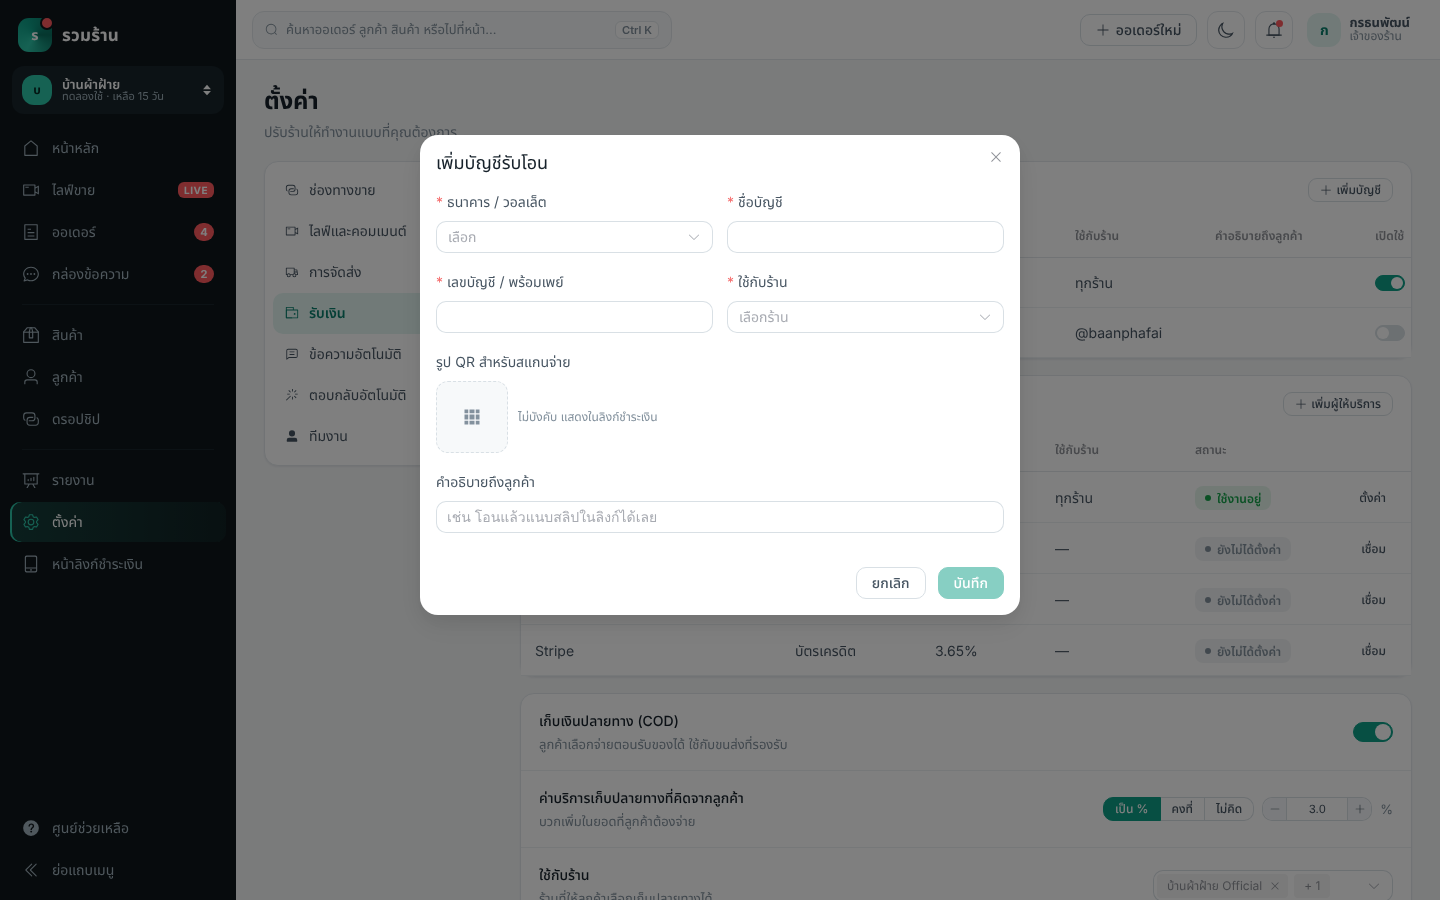 s
รวมร้าน
บ
บ้านผ้าฝ้าย
ทดลองใช้ · เหลือ 15 วัน
หน้าหลัก
ไลฟ์ขาย
LIVE
ออเดอร์
4
กล่องข้อความ
2
สินค้า
ลูกค้า
ดรอปชิป
รายงาน
ตั้งค่า
หน้าลิงก์ชำระเงิน
ศูนย์ช่วยเหลือ
ย่อแถบเมนู
ค้นหาออเดอร์ ลูกค้า สินค้า หรือไปที่หน้า...
Ctrl K
ออเดอร์ใหม่
ก
กรธนพัฒน์
เจ้าของร้าน
ตั้งค่า
ปรับร้านให้ทำงานแบบที่คุณต้องการ
ช่องทางขาย
ไลฟ์และคอมเมนต์
การจัดส่ง
รับเงิน
ข้อความอัตโนมัติ
ตอบกลับอัตโนมัติ
ทีมงาน
เพิ่มบัญชีรับโอน
* ธนาคาร / วอลเล็ต
เลือก
* ชื่อบัญชี
* เลขบัญชี / พร้อมเพย์
* ใช้กับร้าน
เลือกร้าน
รูป QR สำหรับสแกนจ่าย
ไม่บังคับ แสดงในลิงก์ชำระเงิน
คำอธิบายถึงลูกค้า
เช่น โอนแล้วแนบสลิปในลิงก์ได้เลย
ยกเลิก
บันทึก
เพิ่มบัญชี
ใช้กับร้าน
คำอธิบายถึงลูกค้า
เปิดใช้
ทุกร้าน
@baanphafai
เพิ่มผู้ให้บริการ
ใช้กับร้าน
สถานะ
ทุกร้าน
ใช้งานอยู่
ตั้งค่า
—
ยังไม่ได้ตั้งค่า
เชื่อม
—
ยังไม่ได้ตั้งค่า
เชื่อม
Stripe
บัตรเครดิต
3.65%
—
ยังไม่ได้ตั้งค่า
เชื่อม
เก็บเงินปลายทาง (COD)
ลูกค้าเลือกจ่ายตอนรับของได้ ใช้กับขนส่งที่รองรับ
ค่าบริการเก็บปลายทางที่คิดจากลูกค้า
บวกเพิ่มในยอดที่ลูกค้าต้องจ่าย
เป็น %
คงที่
ไม่คิด
3.0
%
ใช้กับร้าน
ร้านที่ให้ลูกค้าเลือกเก็บปลายทางได้
บ้านผ้าฝ้าย Official
+ 1